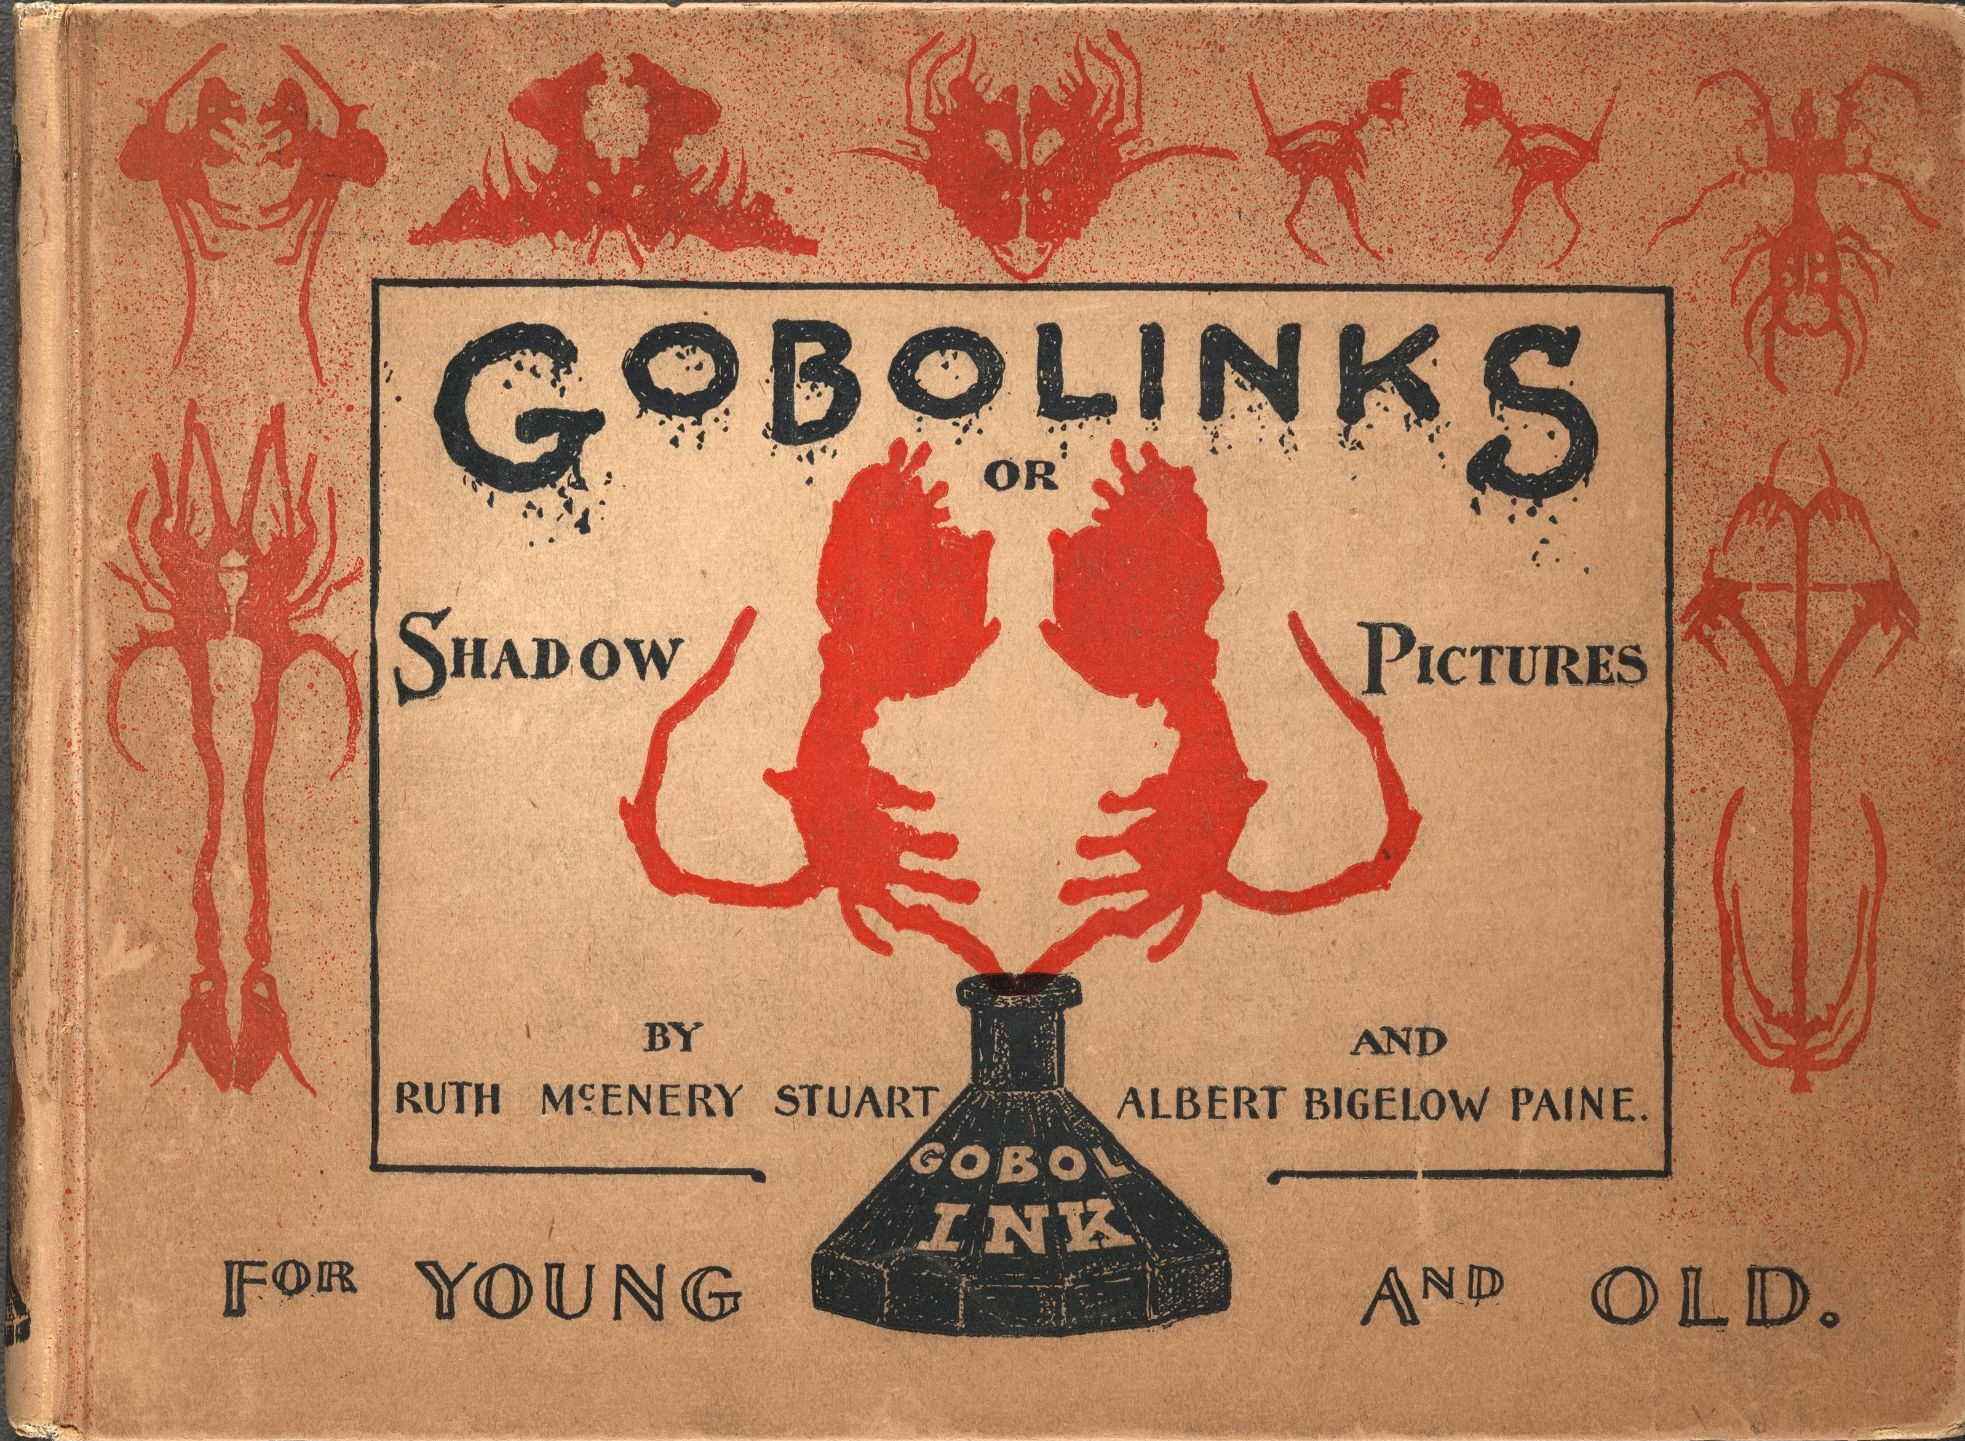 GOBOLINKS
OR
SHADOW PICTURES
BY
RUTH McENERY STUART
AND
ALBERT BIGELOW PAINE.
GOBOL
INK
FOR YOUNG AND OLD.